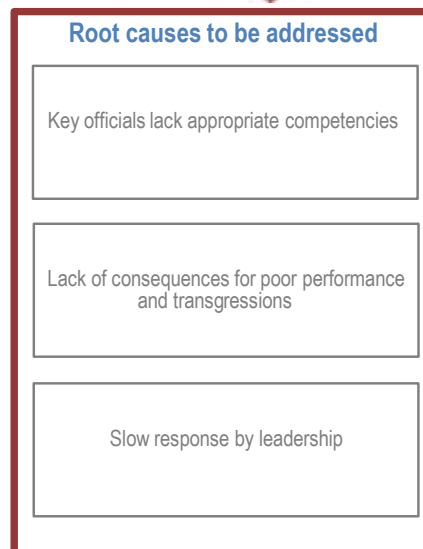 Root causes to be addressed
Key officials lack appropriate competencies
Lack of consequences for poor performance
and transgressions
Slow response by leadership